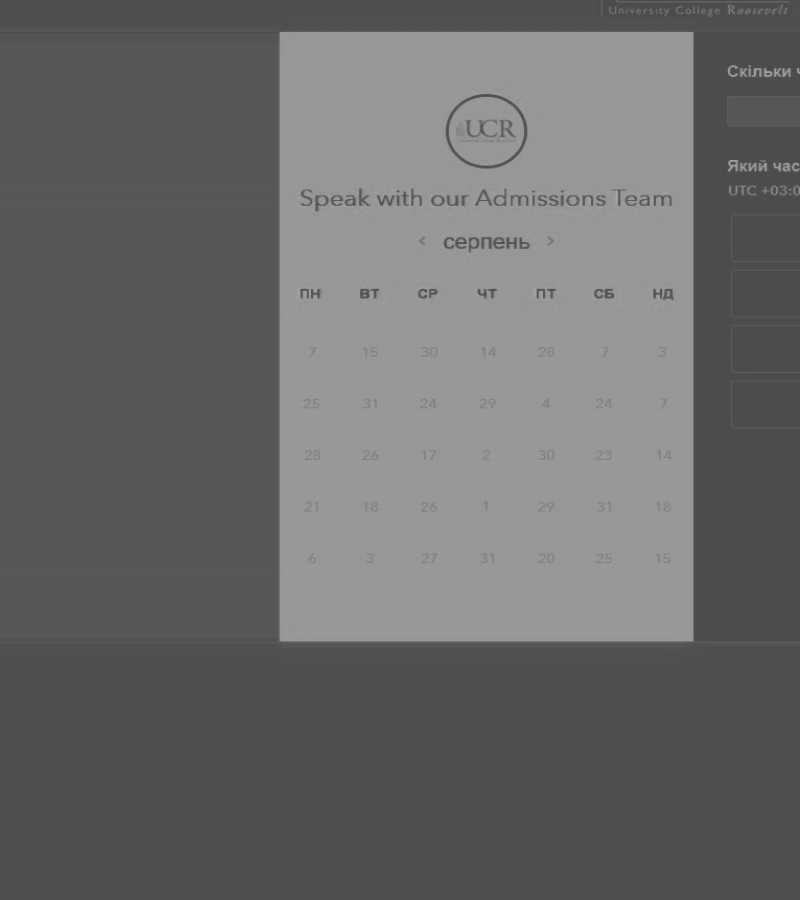 University College Roosevelt
UCR
Speak with our Admissions Team
< серпень >
ПН ВТ СР ЧТ ПТ СБ НД
7 15 30 14 28 7 3
25 31 24 29 4 24 7
28 26 17 2 30 23 14
21 18 26 1 29 31 18
6 3 27 31 20 25 15
Скільки
Який час
UTC +03:0